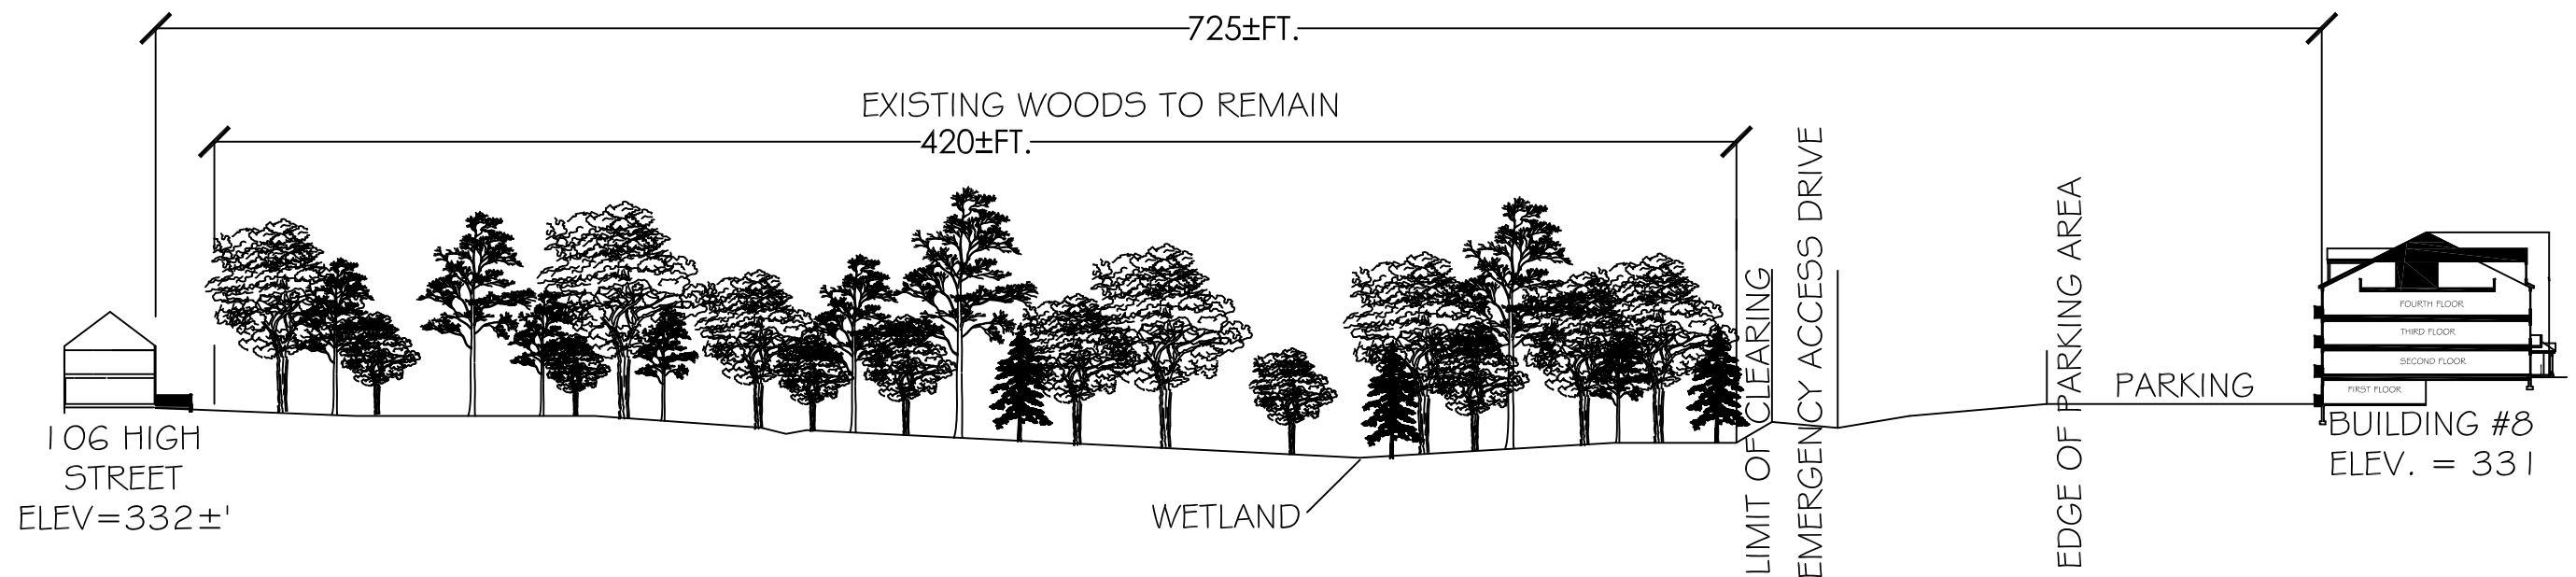 725±FT.
EXISTING WOODS TO REMAIN
420±FT.
LIMIT OF CLEARING
EMERGENCY ACCESS DRIVE
EDGE OF PARKING AREA
PARKING
FOURTH FLOOR
THIRD FLOOR
SECOND FLOOR
FIRST FLOOR
106 HIGH
STREET
ELEV=332±'
WETLAND
BUILDING #8
ELEV. = 331